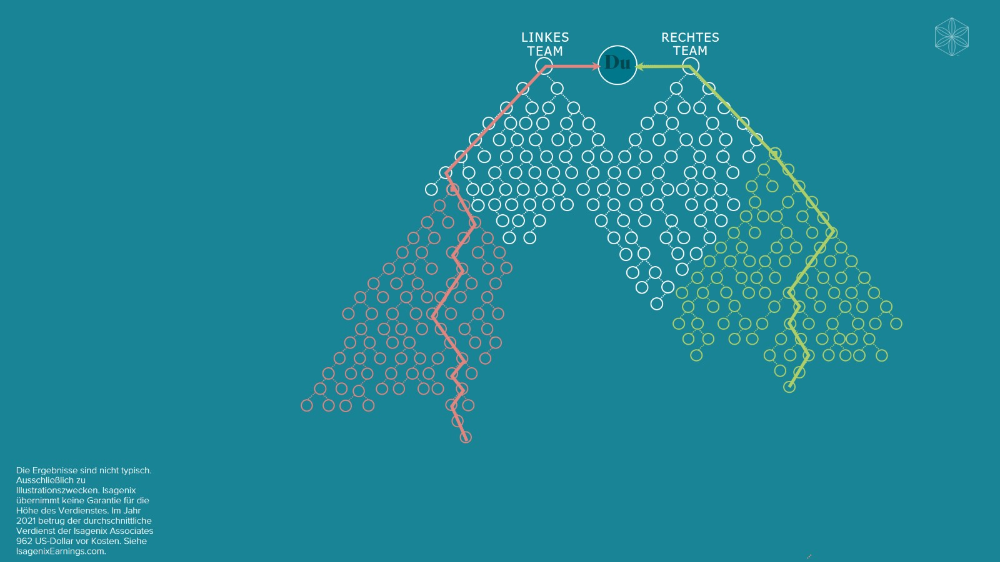 LINKES
TEAM
RECHTES
TEAM
Du
Die Ergebnisse sind nicht typisch.
Ausschließlich zu
Illustrationszwecken. Isagenix
übernimmt keine Garantie für die
Höhe des Verdienstes. Im Jahr
2021 betrug der durchschnittliche
Verdienst der Isagenix Associates
962 US-Dollar vor Kosten. Siehe
IsagenixEarnings.com.